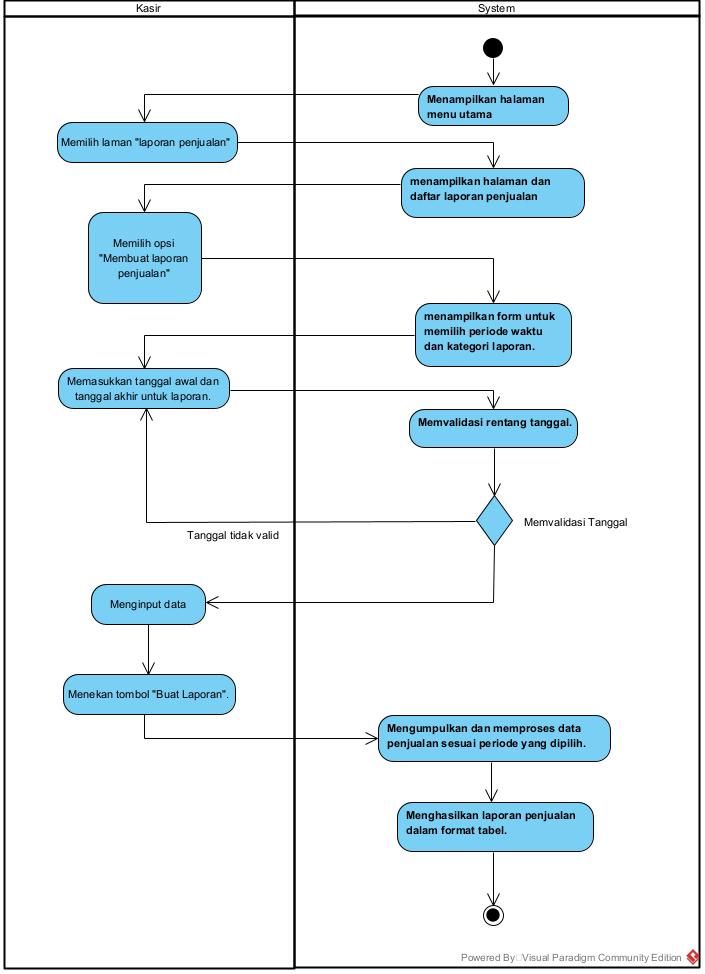 Kasir
System
Menampilkan halaman
menu utama
Memilih laman "laporan penjualan"
menampilkan halaman dan
daftar laporan penjualan
Memilih opsi
"Membuat laporan
penjualan"
menampilkan form untuk
memilih periode waktu
dan kategori laporan.
Memasukkan tanggal awal dan
tanggal akhir untuk laporan.
Memvalidasi rentang tanggal.
Memvalidasi Tanggal
Tanggal tidak valid
Menginput data
Menekan tombol "Buat Laporan".
Mengumpulkan dan memproses data
penjualan sesuai periode yang dipilih.
Menghasilkan laporan penjualan
dalam format tabel.
Powered By Visual Paradigm Community Edition